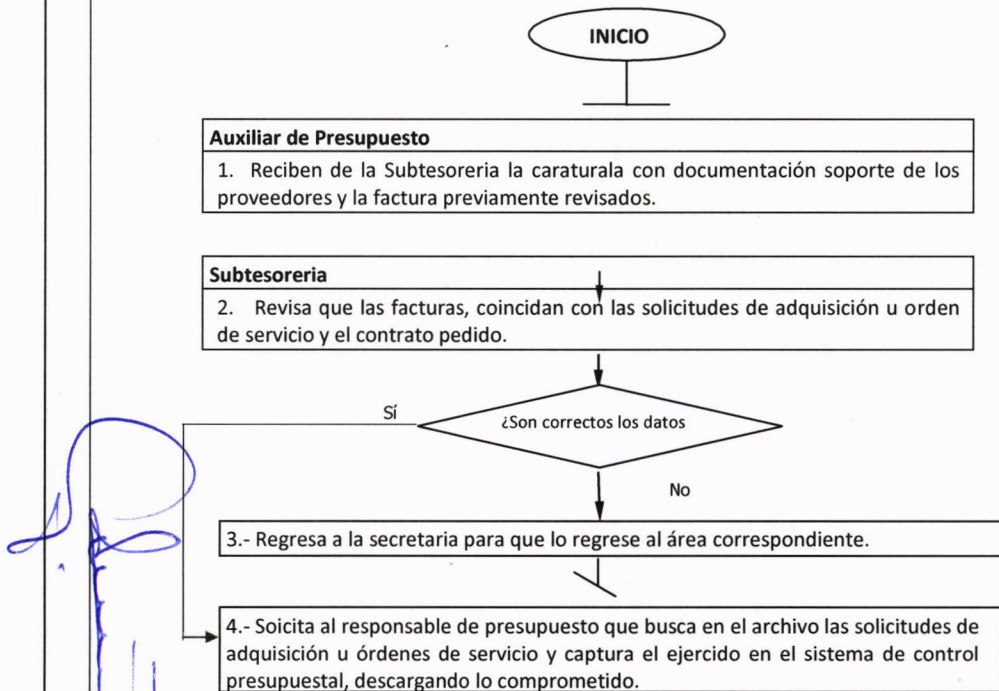 INICIO
Auxiliar de Presupuesto
1. Reciben de la Subtesoreria la caraturala con documentación soporte de los
proveedores y la factura previamente revisados.
Subtesoreria
2. Revisa que las facturas, coincidan con las solicitudes de adquisición u orden
de servicio y el contrato pedido.
Sí
¿Son correctos los datos
No
3.- Regresa a la secretaria para que lo regrese al área correspondiente.
4.- Soicita al responsable de presupuesto que busca en el archivo las solicitudes de
adquisición u órdenes de servicio y captura el ejercido en el sistema de control
presupuestal, descargando lo comprometido.